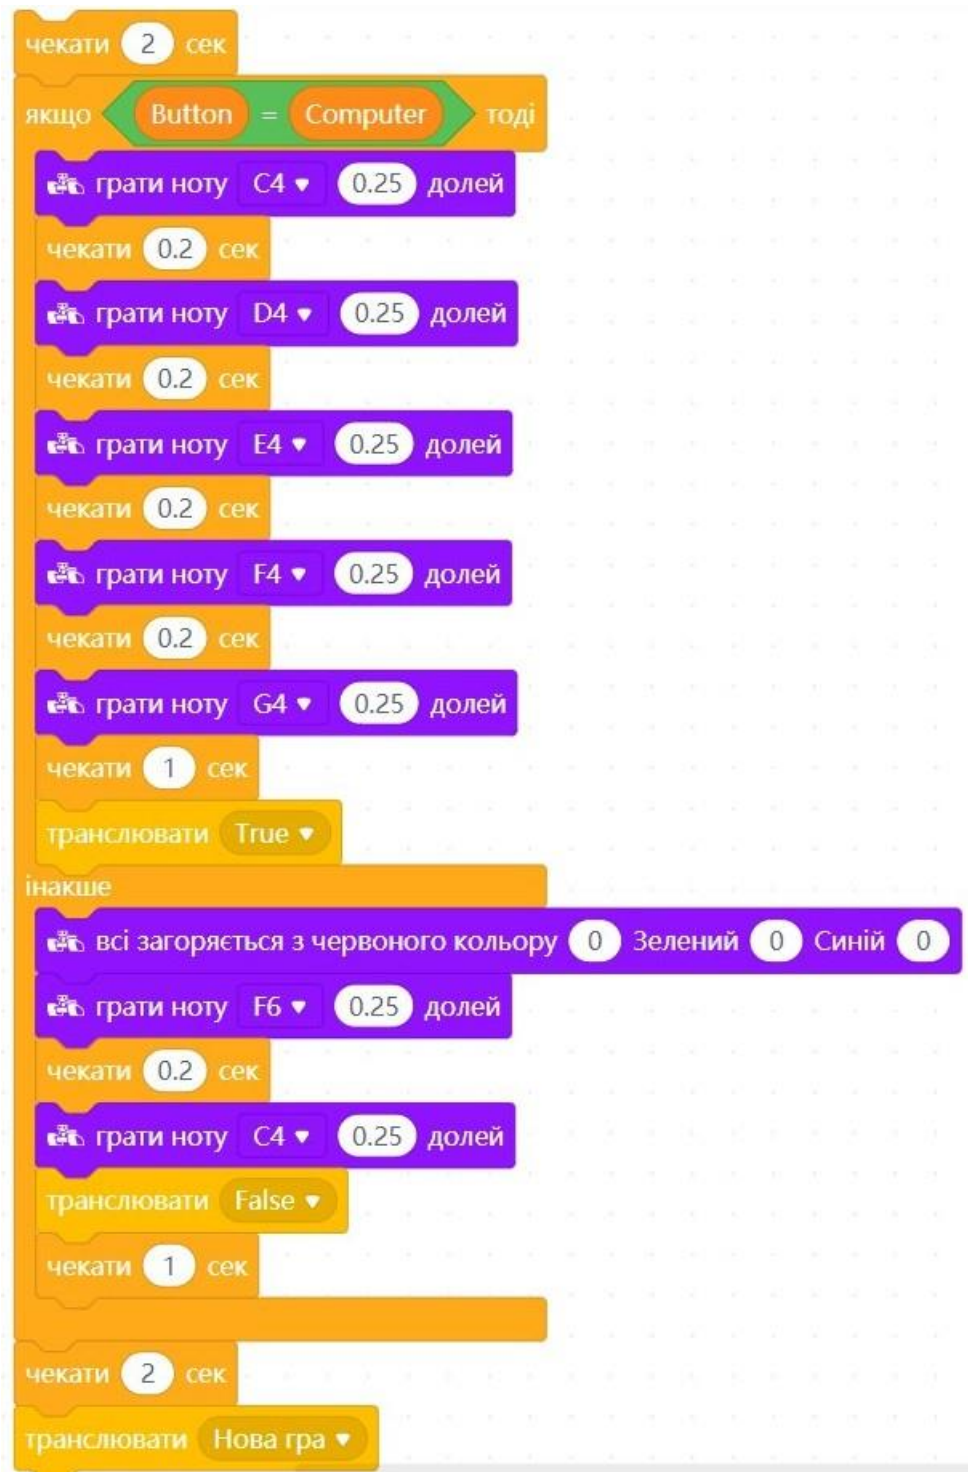 чекати 2 сек
якщо Button = Computer тоді
грати ноту C4 0.25 долей
чекати 0.2 сек
грати ноту D4 0.25 долей
чекати 0.2 сек
грати ноту E4 0.25 долей
чекати 0.2 сек
грати ноту F4 0.25 долей
чекати 0.2 сек
грати ноту G4 0.25 долей
чекати 1 сек
транслювати True
інакше
всі загоряється з червоного кольору 0 Зелений 0 Синій 0
грати ноту F6 0.25 долей
чекати 0.2 сек
грати ноту C4 0.25 долей
транслювати False
чекати 1 сек
чекати 2 сек
транслювати Нова гра